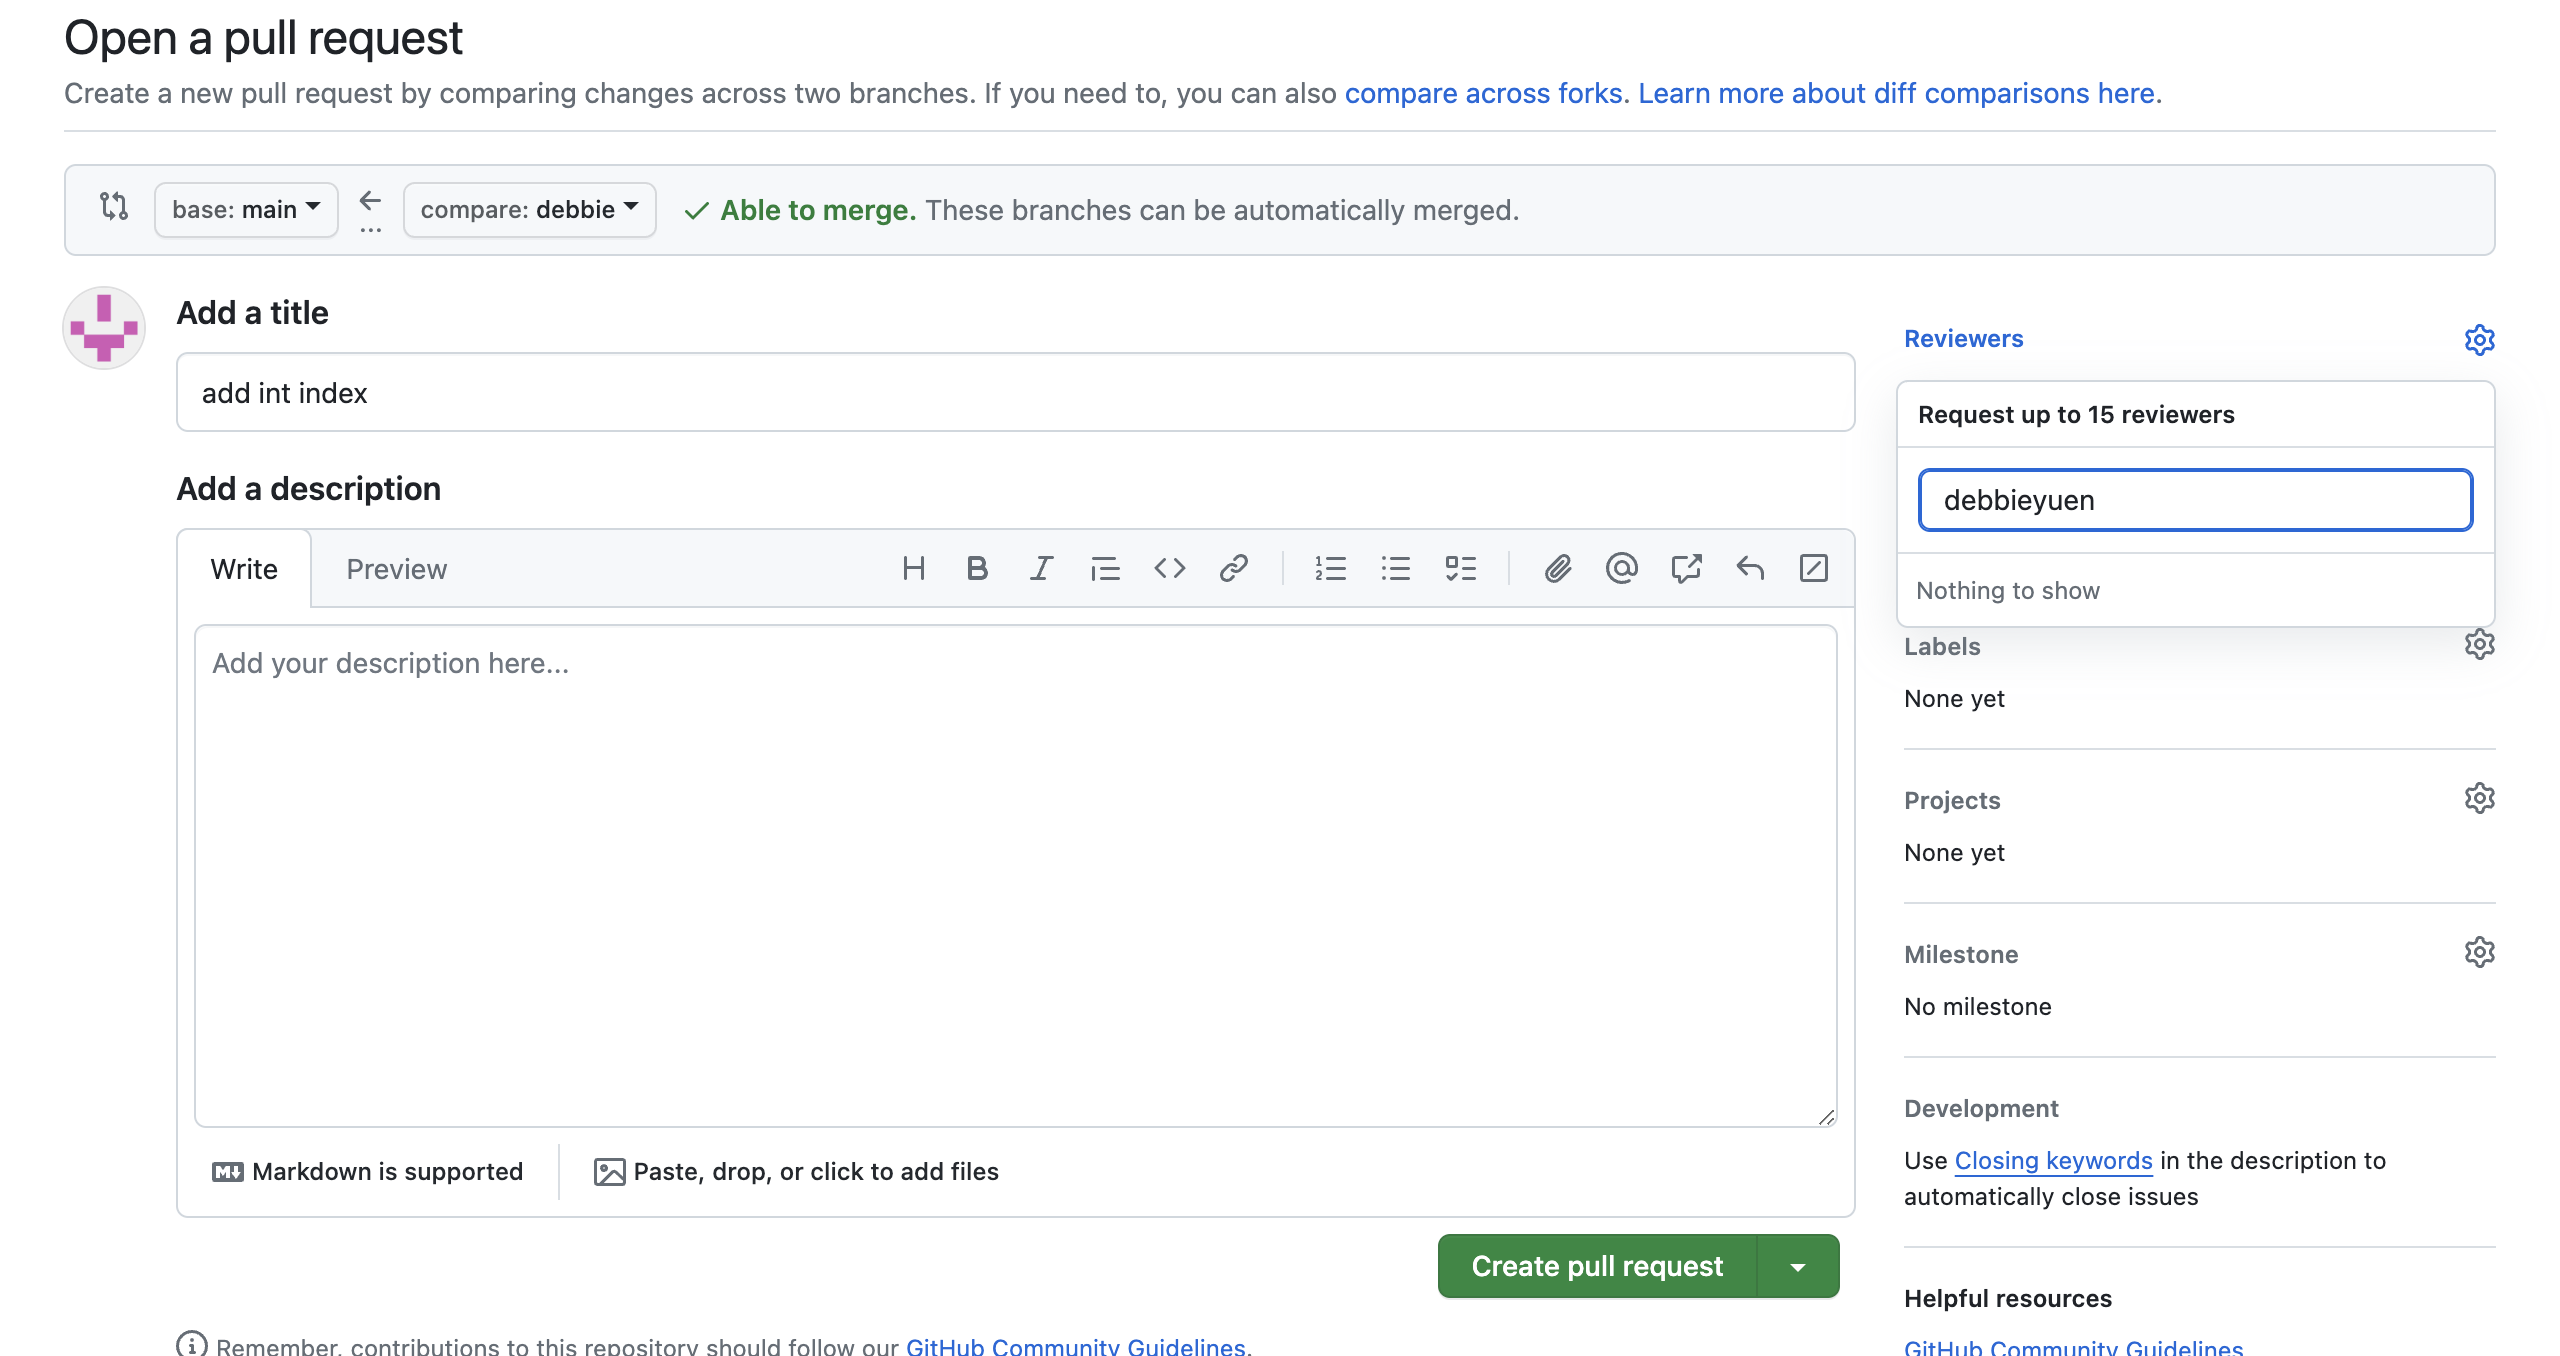 Open a pull request
Create a new pull request by comparing changes across two branches. If you need to, you can also compare across forks. Learn more about diff comparisons here.
base: main
compare: debbie
Able to merge. These branches can be automatically merged.
Add a title
add int index
Add a description
Write
Preview
Add your description here...
Markdown is supported
Paste, drop, or click to add files
Create pull request
Remember, contributions to this repository should follow our GitHub Community Guidelines.
Reviewers
Request up to 15 reviewers
debbieyuen
Nothing to show
Labels
None yet
Projects
None yet
Milestone
No milestone
Development
Use Closing keywords in the description to
automatically close issues
Helpful resources
GitHub Community Guidelines